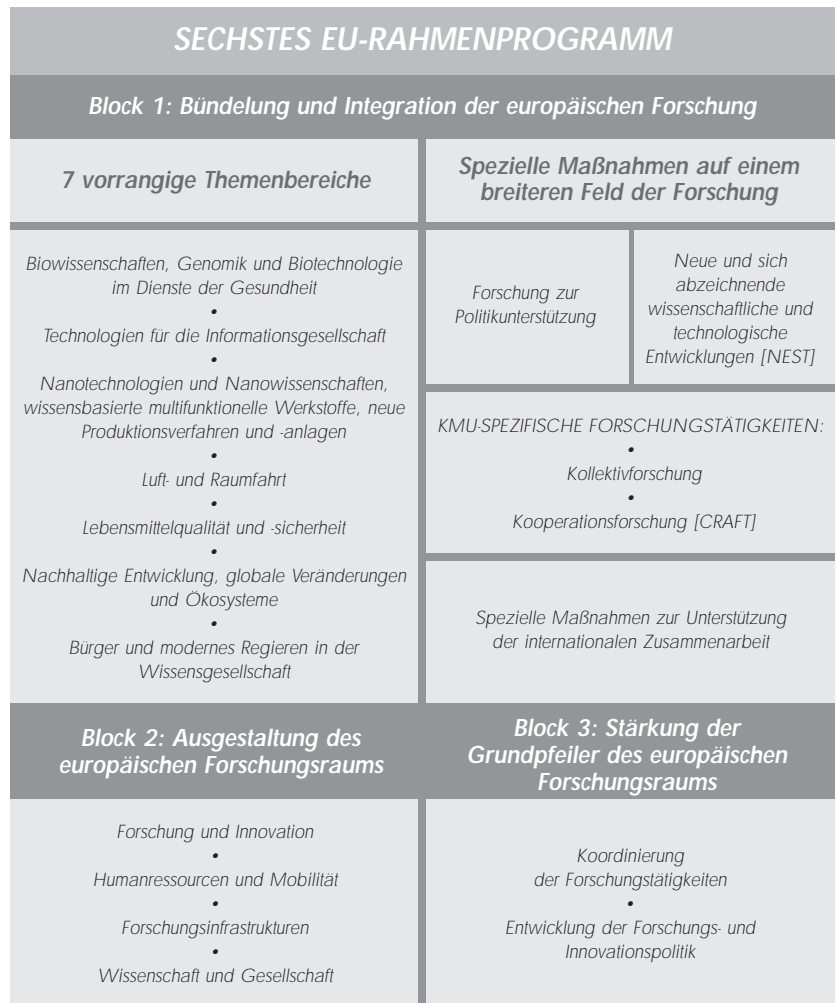 SECHSTES EU-RAHMENPROGRAMM
Block 1: Bündelung und Integration der europäischen Forschung
7 vorrangige Themenbereiche
Biowissenschaften, Genomik und Biotechnologie
im Dienste der Gesundheit
•
Technologien für die Informationsgesellschaft
•
Nanotechnologien und Nanowissenschaften,
wissensbasierte multifunktionelle Werkstoffe, neue
Produktionsverfahren und -anlagen
•
Luft- und Raumfahrt
•
Lebensmittelqualität und -sicherheit
•
Nachhaltige Entwicklung, globale Veränderungen
und Ökosysteme
•
Bürger und modernes Regieren in der
Wissensgesellschaft
Spezielle Maßnahmen auf einem
breiteren Feld der Forschung
Forschung zur
Politikunterstützung
Neue und sich
abzeichnende
wissenschaftliche und
technologische
Entwicklungen [NEST]
KMU-SPEZIFISCHE FORSCHUNGSTÄTIGKEITEN:
•
Kollektivforschung
•
Kooperationsforschung [CRAFT]
Spezielle Maßnahmen zur Unterstützung
der internationalen Zusammenarbeit
Block 2: Ausgestaltung des
europäischen Forschungsraums
Forschung und Innovation
•
Humanressourcen und Mobilität
•
Forschungsinfrastrukturen
•
Wissenschaft und Gesellschaft
Block 3: Stärkung der
Grundpfeiler des europäischen
Forschungsraums
Koordinierung
der Forschungstätigkeiten
•
Entwicklung der Forschungs- und
Innovationspolitik